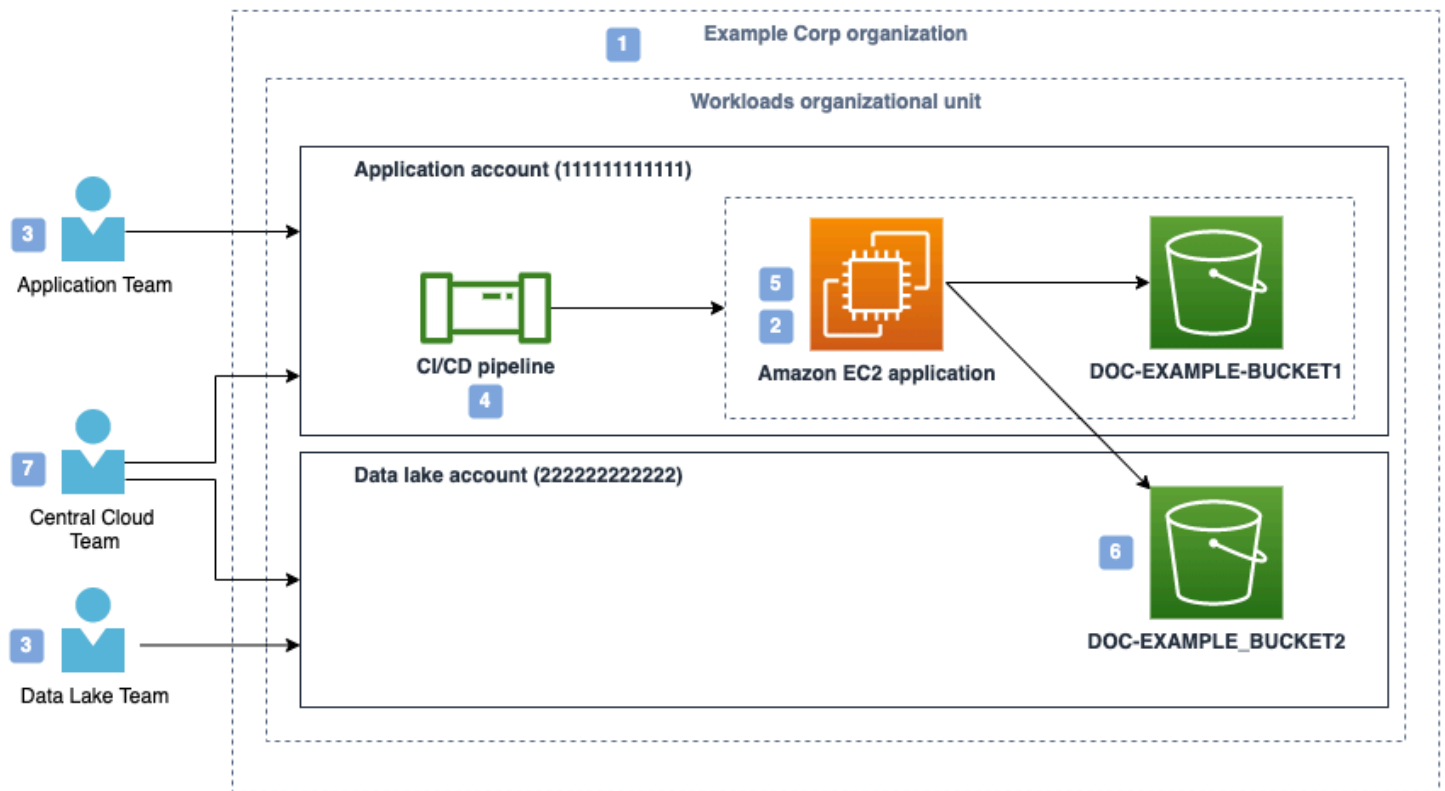 1
Example Corp organization
Workloads organizational unit
Application account (111111111111)
3
Application Team
5
2
CI/CD pipeline
Amazon EC2 application
DOC-EXAMPLE-BUCKET1
4
7
Central Cloud
Team
Data lake account (222222222222)
6
DOC-EXAMPLE_BUCKET2
3
Data Lake Team